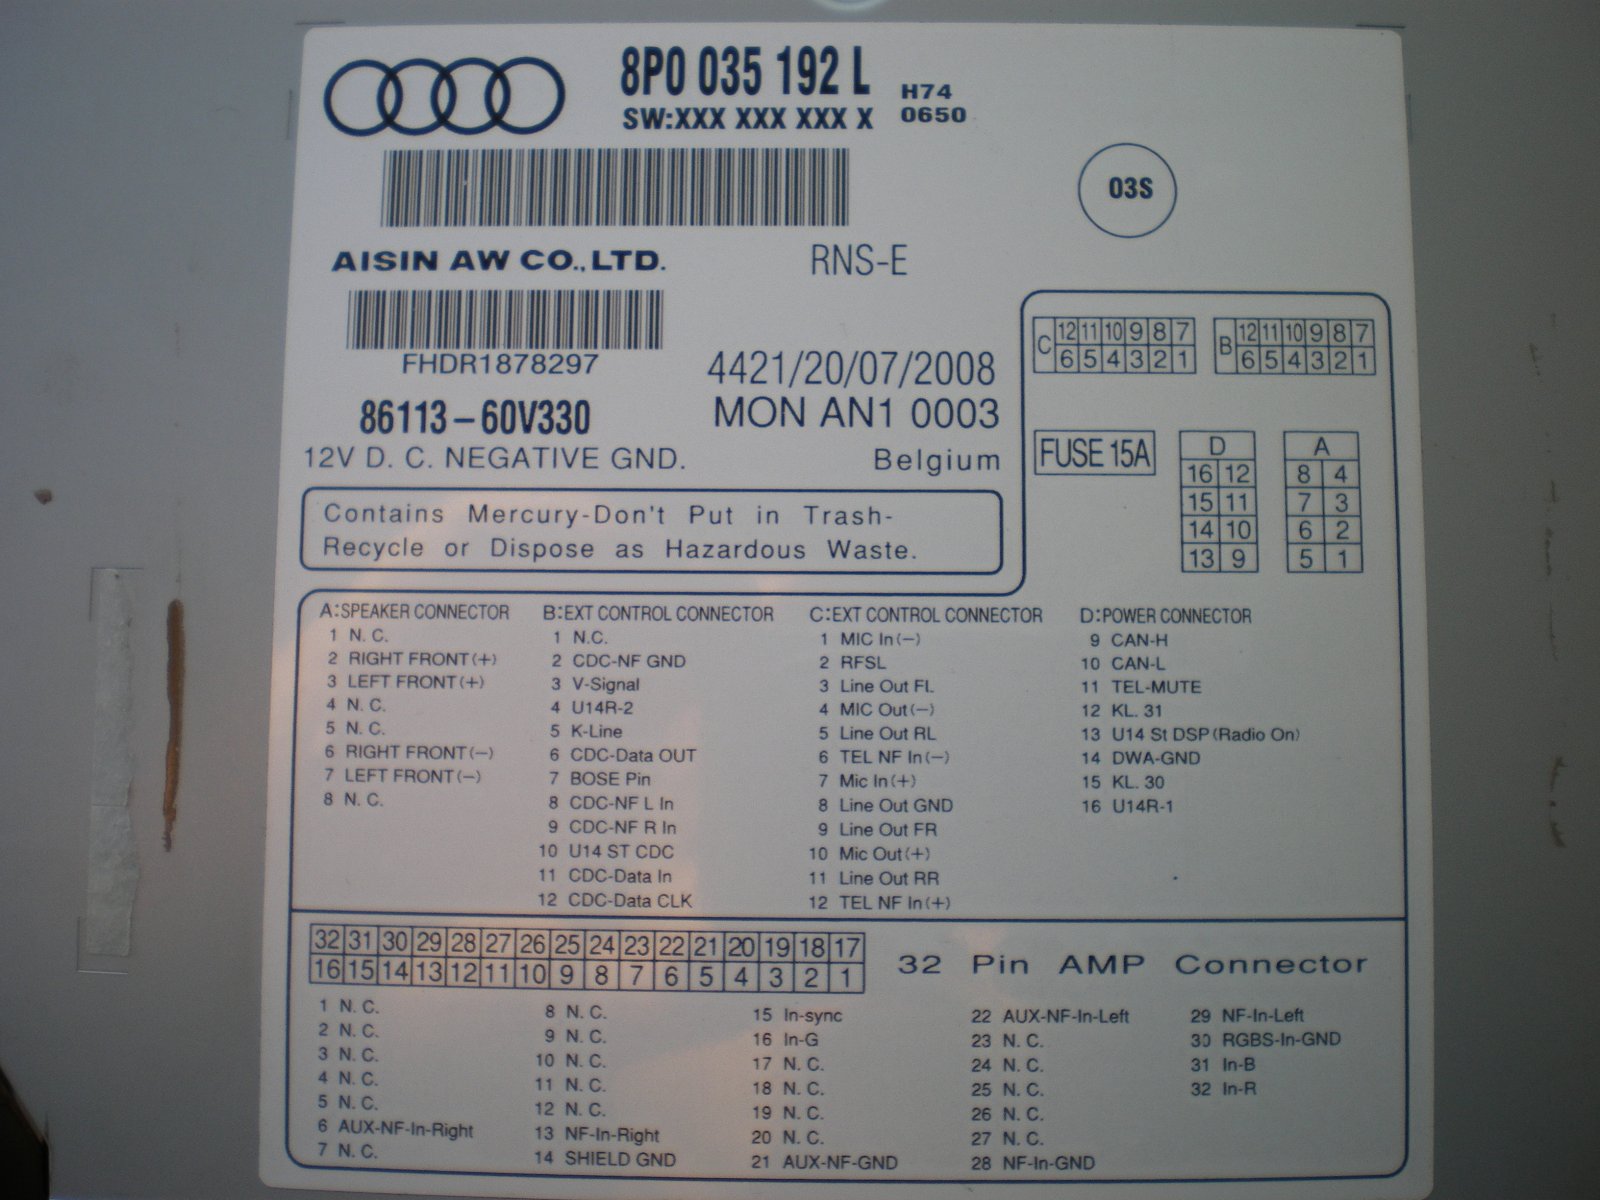 8P0 035 192 L
SW:XXX XXX XXX X
H74
0650
03S
AISIN AW CO.,LTD.
RNS-E
FHDR1878297
4421/20/07/2008
86113-60V330
MON AN1 0003
12V D. C. NEGATIVE GND.
Belgium
Contains Mercury-Don't Put in Trash-
Recycle or Dispose as Hazardous Waste.
C 12 11 10 9 8 7
6 5 4 3 2 1
B 12 11 10 9 8 7
6 5 4 3 2 1
FUSE 15A
D
16 12
15 11
14 10
13 9
A
8 4
7 3
6 2
5 1
A:SPEAKER CONNECTOR
1 N. C.
2 RIGHT FRONT(+)
3 LEFT FRONT(+)
4 N. C.
5 N. C.
6 RIGHT FRONT(-)
7 LEFT FRONT(-)
8 N. C.
B:EXT CONTROL CONNECTOR
1 N.C.
2 CDC-NF GND
3 V-Signal
4 U14R-2
5 K-Line
6 CDC-Data OUT
7 BOSE Pin
8 CDC-NF L In
9 CDC-NF R In
10 U14 ST CDC
11 CDC-Data In
12 CDC-Data CLK
C:EXT CONTROL CONNECTOR
1 MIC In(-)
2 RFSL
3 Line Out FL
4 MIC Out(-)
5 Line Out RL
6 TEL NF In(-)
7 Mic In(+)
8 Line Out GND
9 Line Out FR
10 Mic Out(+)
11 Line Out RR
12 TEL NF In(+)
D:POWER CONNECTOR
9 CAN-H
10 CAN-L
11 TEL-MUTE
12 KL. 31
13 U14 St DSP(Radio On)
14 DWA-GND
15 KL. 30
16 U14R-1
32 31 30 29 28 27 26 25 24 23 22 21 20 19 18 17
16 15 14 13 12 11 10 9 8 7 6 5 4 3 2 1
32 Pin AMP Connector
1 N. C.
2 N. C.
3 N. C.
4 N. C.
5 N. C.
6 AUX-NF-In-Right
7 N. C.
8 N. C.
9 N. C.
10 N. C.
11 N. C.
12 N. C.
13 NF-In-Right
14 SHIELD GND
15 In-sync
16 In-G
17 N. C.
18 N. C.
19 N. C.
20 N. C.
21 AUX-NF-GND
22 AUX-NF-In-Left
23 N. C.
24 N. C.
25 N. C.
26 N. C.
27 N. C.
28 NF-In-GND
29 NF-In-Left
30 RGBS-In-GND
31 In-B
32 In-R